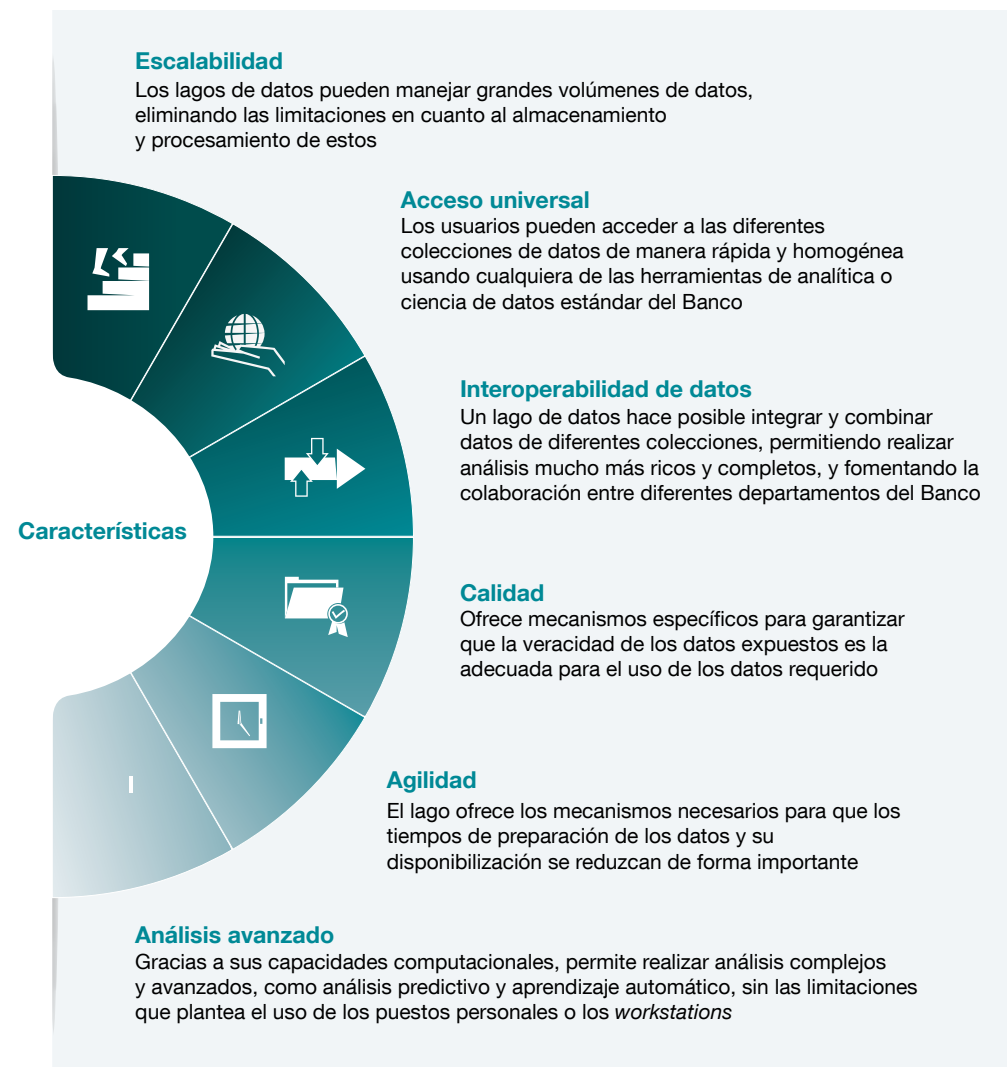 Escalabilidad
Los lagos de datos pueden manejar grandes volúmenes de datos,
eliminando las limitaciones en cuanto al almacenamiento
y procesamiento de estos
Acceso universal
Los usuarios pueden acceder a las diferentes
colecciones de datos de manera rápida y homogénea
usando cualquiera de las herramientas de analítica o
ciencia de datos estándar del Banco
Interoperabilidad de datos
Un lago de datos hace posible integrar y combinar
datos de diferentes colecciones, permitiendo realizar
análisis mucho más ricos y completos, y fomentando la
colaboración entre diferentes departamentos del Banco
Características
Calidad
Ofrece mecanismos específicos para garantizar
que la veracidad de los datos expuestos es la
adecuada para el uso de los datos requerido
Agilidad
El lago ofrece los mecanismos necesarios para que los
tiempos de preparación de los datos y su
disponibilización se reduzcan de forma importante
Análisis avanzado
Gracias a sus capacidades computacionales, permite realizar análisis complejos
y avanzados, como análisis predictivo y aprendizaje automático, sin las limitaciones
que plantea el uso de los puestos personales o los workstations